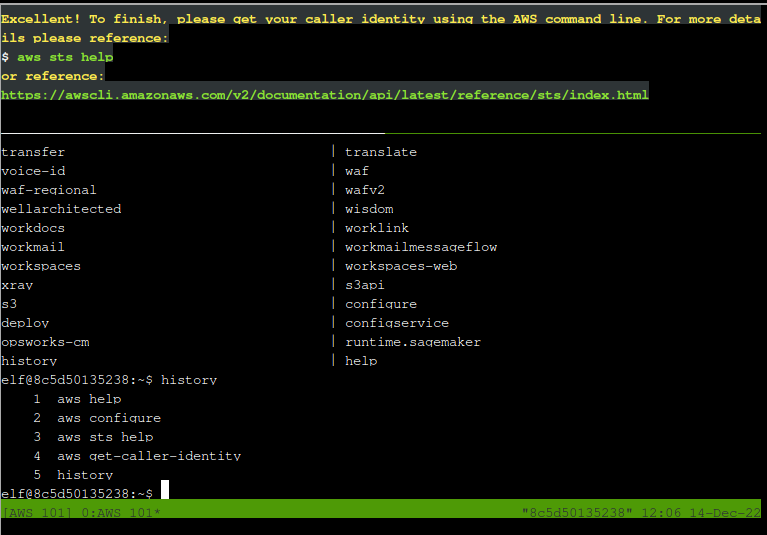 Excellent! To finish, please get your caller identity using the AWS command line. For more deta
ils please reference:
$ aws sts help
or reference:
https://awscli.amazonaws.com/v2/documentation/api/latest/reference/sts/index.html
transfer | translate
voice-id | waf
waf-regional | wafv2
wellarchitected | wisdom
workdocs | worklink
workmail | workmailmessageflow
workspaces | workspaces-web
xray | s3api
s3 | configure
deploy | configservice
opsworks-cm | runtime.sagemaker
history | help
elf@8c5d50135238:~$ history
1 aws help
2 aws configure
3 aws sts help
4 aws get-caller-identity
5 history
elf@8c5d50135238:~$
[AWS 101] 0:AWS 101* "8c5d50135238" 12:06 14-Dec-22